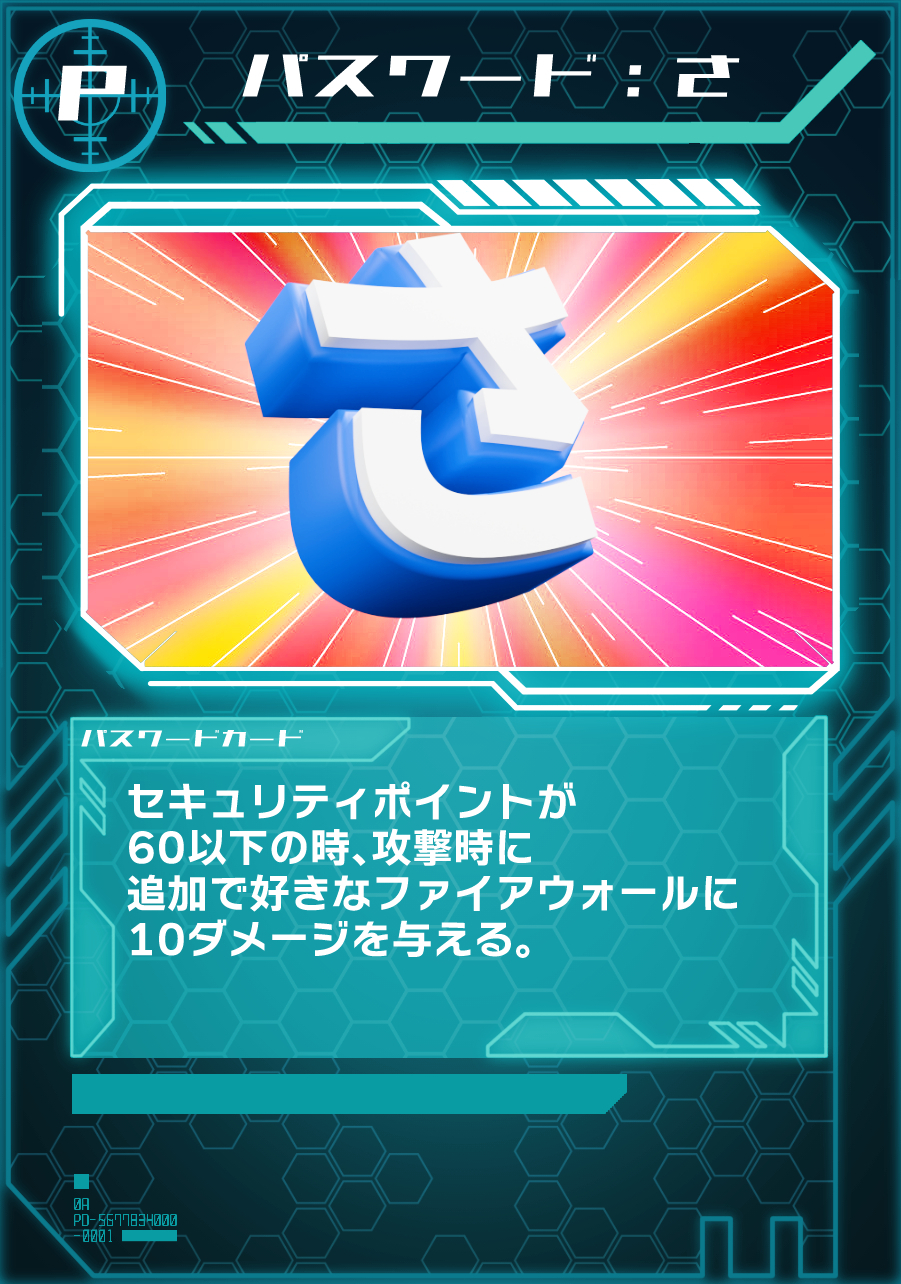 P
パスワード:さ
さ
パスワードカード
セキュリティポイントが
60以下の時、攻撃時に
追加で好きなファイアウォールに
10ダメージを与える。
0A
PD-5677834000
-0001